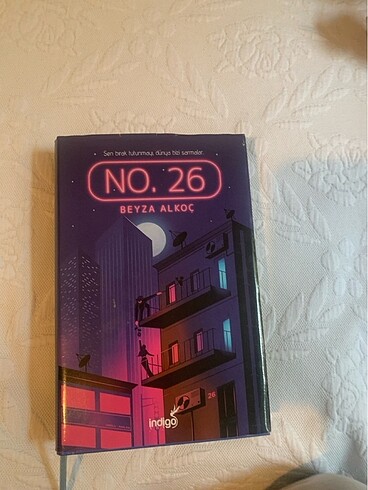 Sen bırak tutunmayı, dünya bizi sarmalar.
NO. 26
BEYZA ALKOÇ
26
indigo